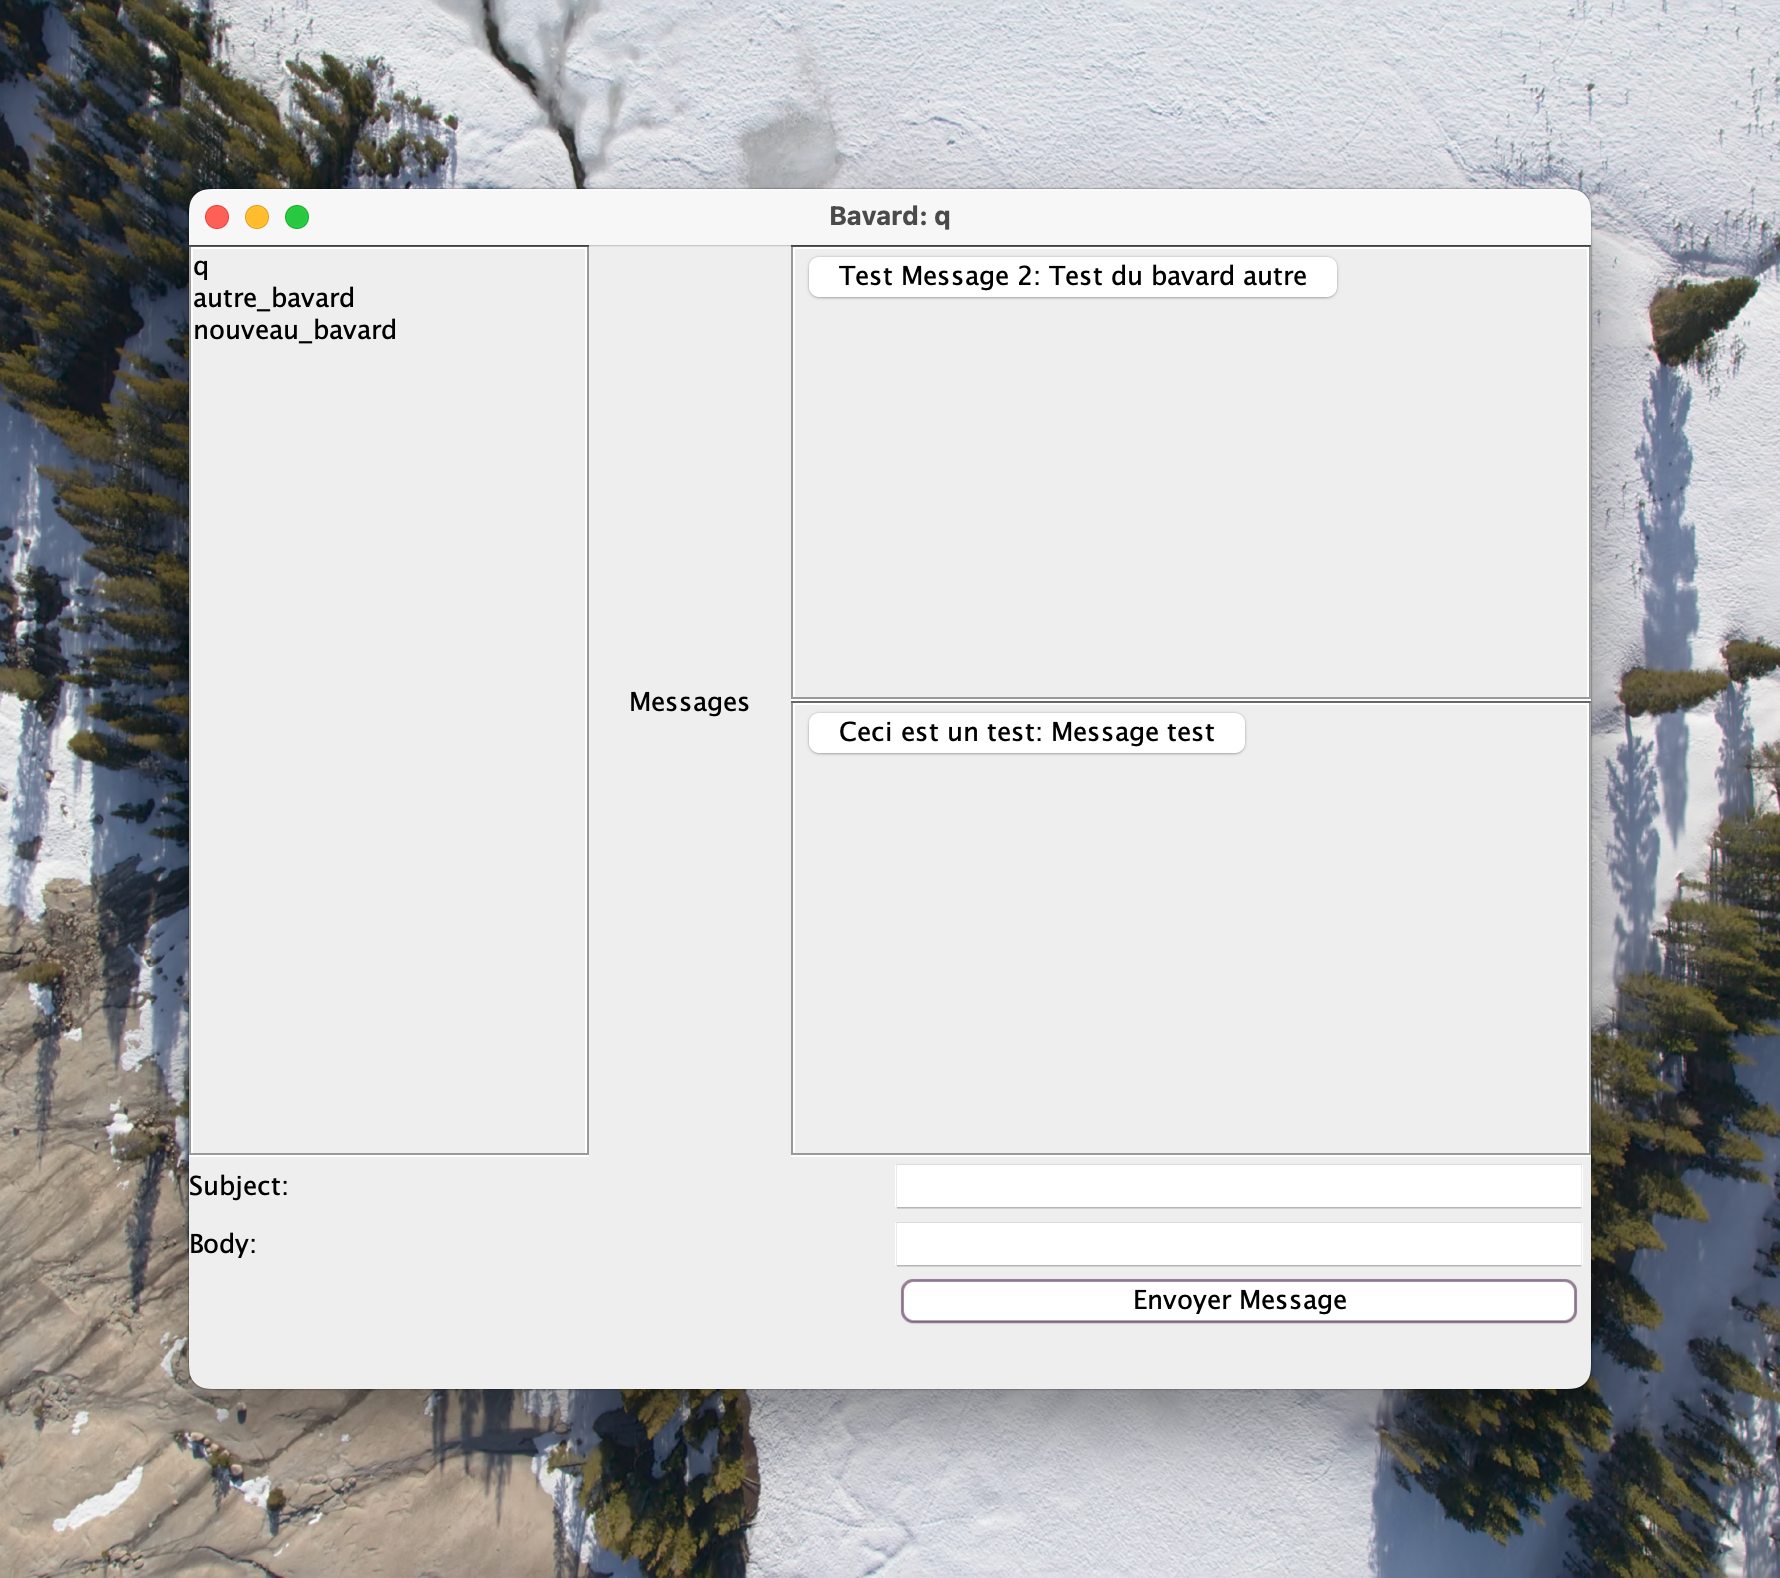 Bavard: q
q
autre_bavard
nouveau_bavard
Messages
Test Message 2: Test du bavard autre
Ceci est un test: Message test
Subject:
Body:
Envoyer Message